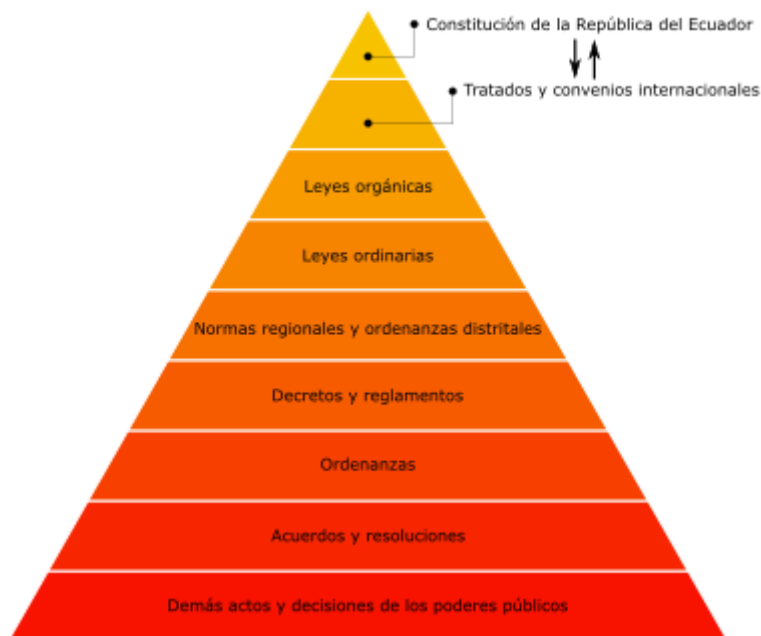 Constitución de la República del Ecuador
Tratados y convenios internacionales
Leyes orgánicas
Leyes ordinarias
Normas regionales y ordenanzas distritales
Decretos y reglamentos
Ordenanzas
Acuerdos y resoluciones
Demás actos y decisiones de los poderes públicos